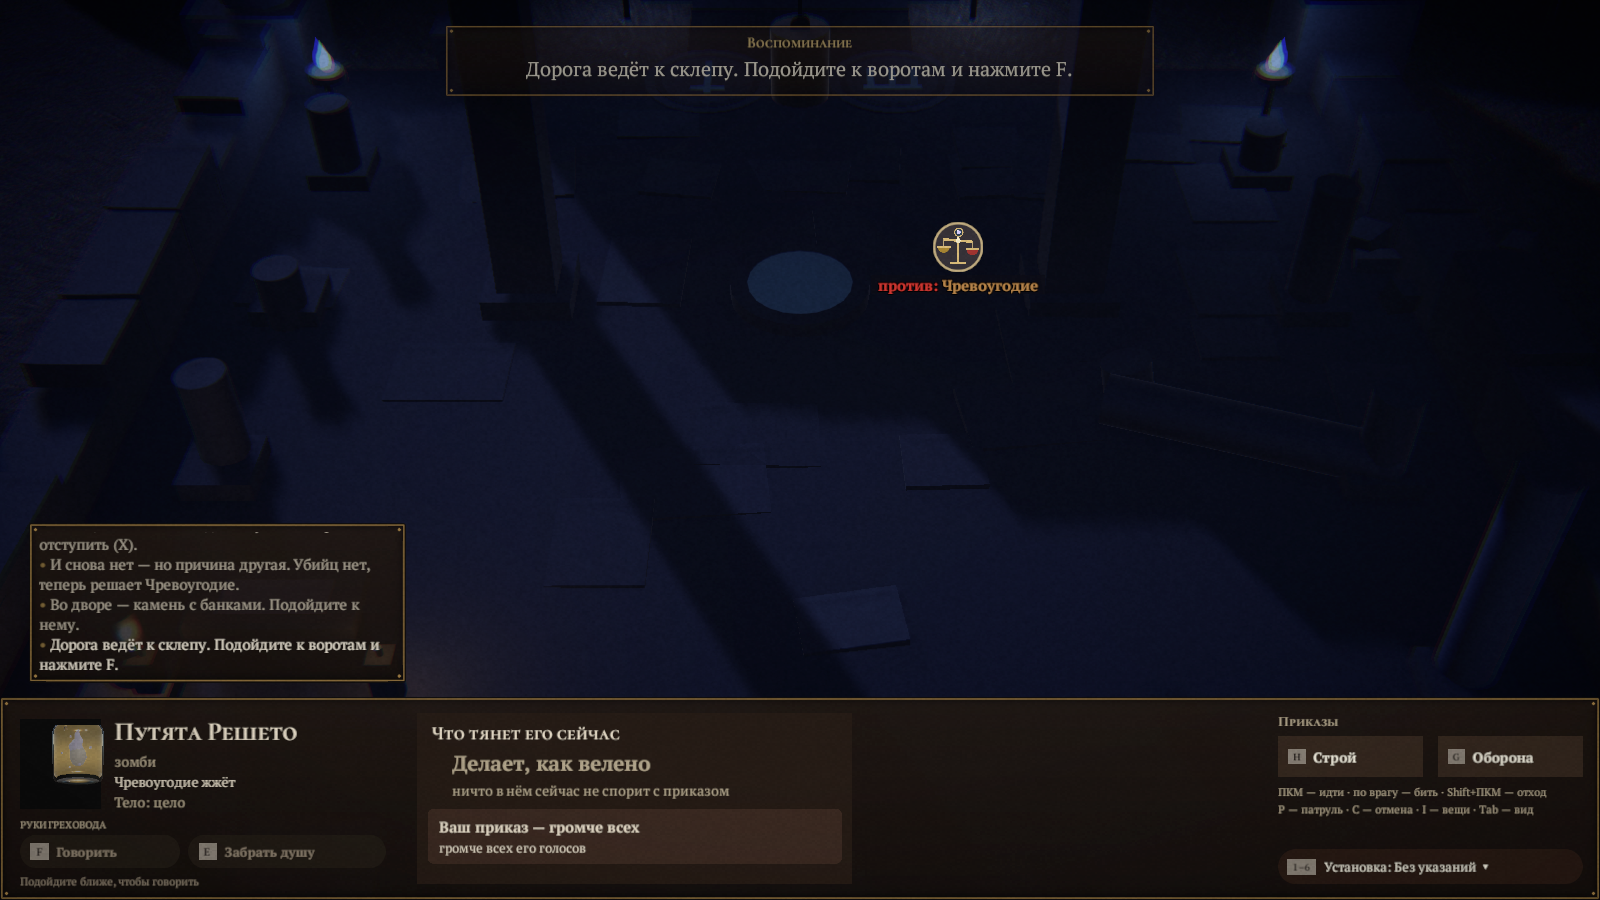 Воспоминание
Дорога ведёт к склепу. Подойдите к воротам и нажмите F.
против: Чревоугодие
отступить (X).
• И снова нет — но причина другая. Убийц нет,
теперь решает Чревоугодие.
• Во дворе — камень с банками. Подойдите к
нему.
• Дорога ведёт к склепу. Подойдите к воротам и
нажмите F.
Путята Решето
зомби
Чревоугодие жжёт
Тело: цело
РУКИ ГРЕХОВОДА
F Говорить
E Забрать душу
Подойдите ближе, чтобы говорить
Что тянет его сейчас
Делает, как велено
ничто в нём сейчас не спорит с приказом
Ваш приказ — громче всех
громче всех его голосов
Приказы
H Строй
G Оборона
ПКМ — идти · по врагу — бить · Shift+ПКМ — отход
P — патруль · C — отмена · I — вещи · Tab — вид
1–6 Установка: Без указаний ▾